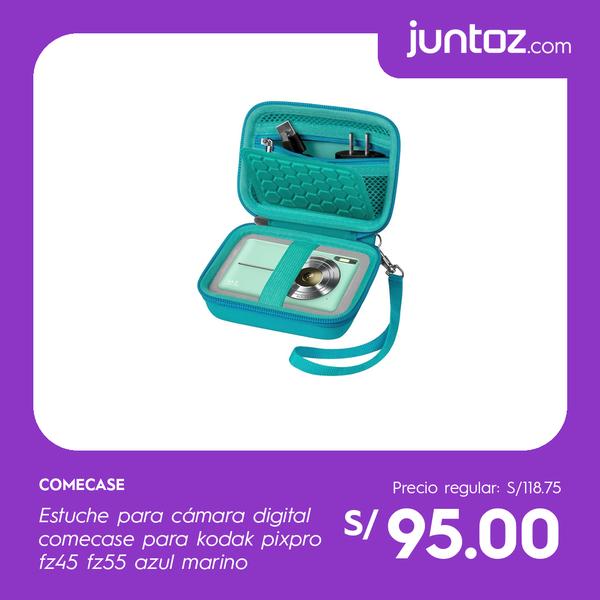 juntoz.com
COMECASE
Estuche para cámara digital
comecase para kodak pixpro
fz45 fz55 azul marino
Precio regular: S/118.75
S/95.00